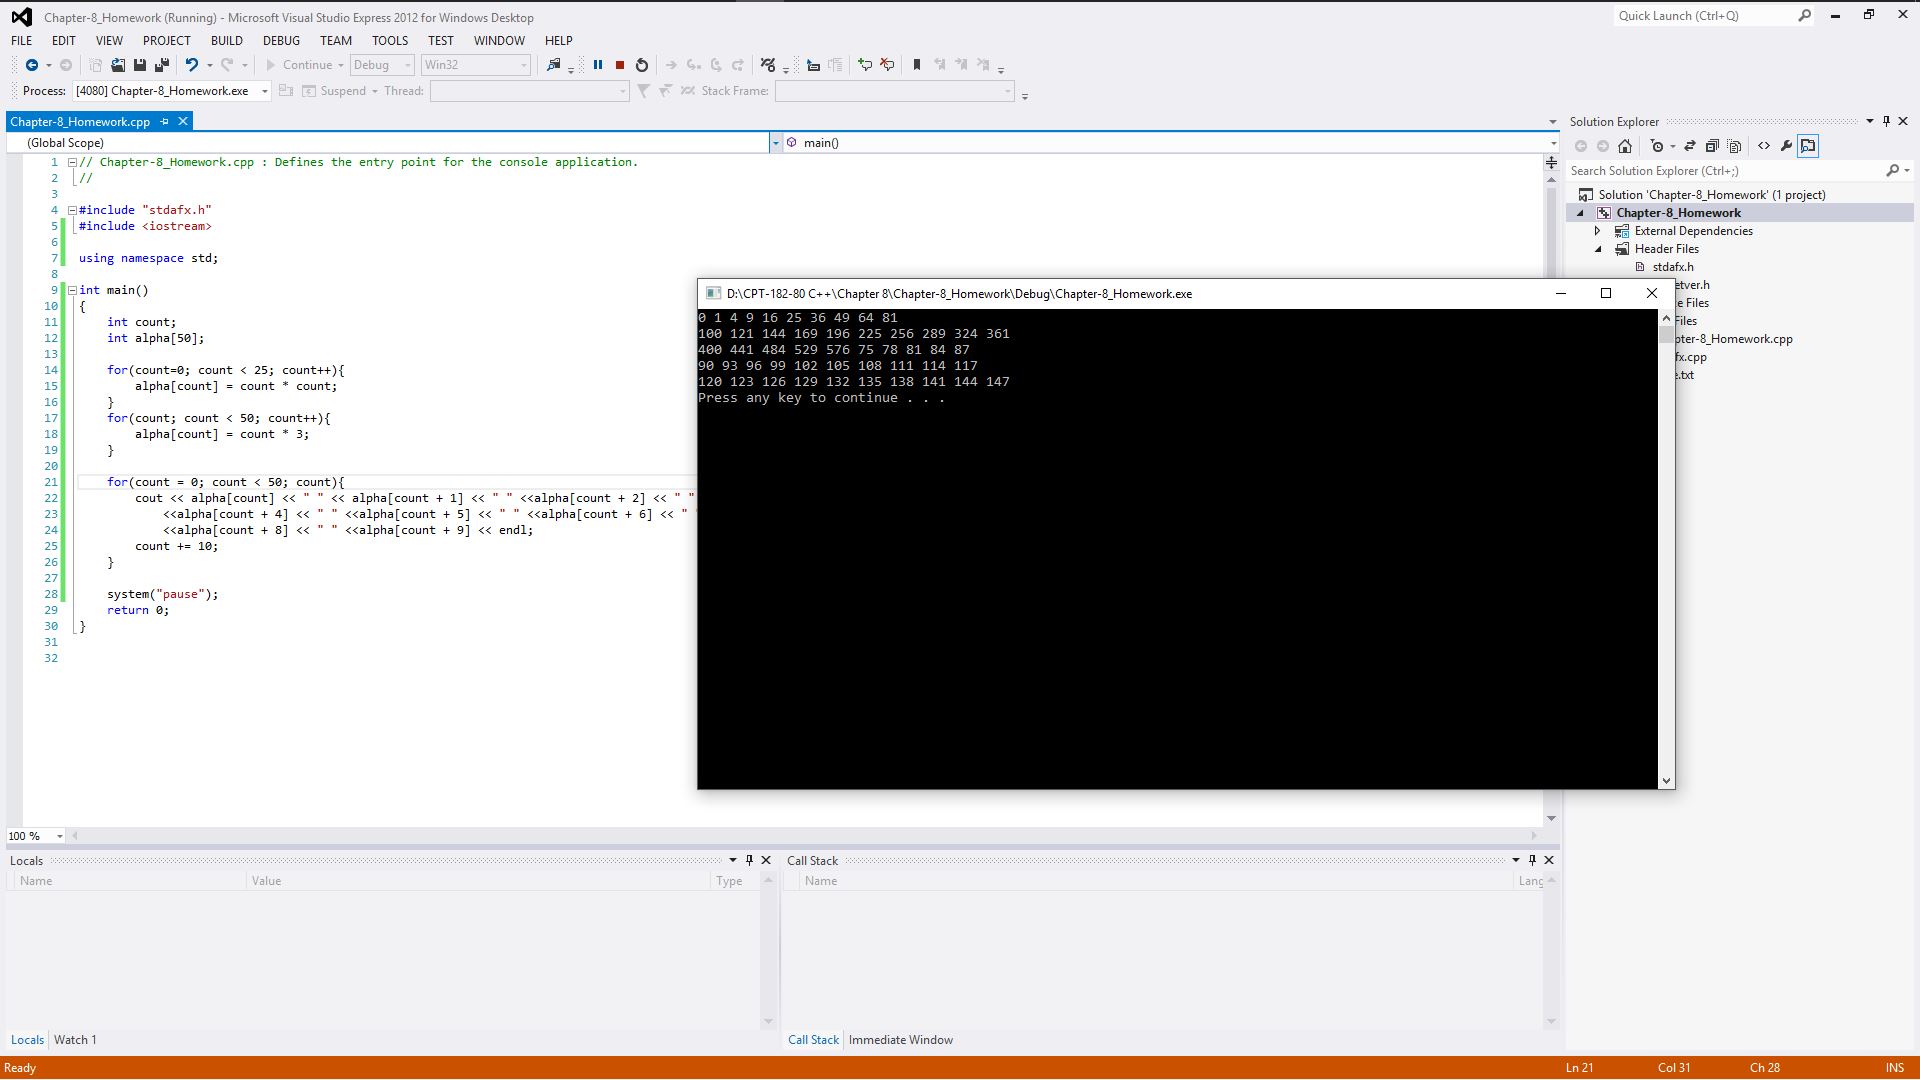 Chapter-8_Homework (Running) - Microsoft Visual Studio Express 2012 for Windows Desktop
Quick Launch (Ctrl+Q)
FILE EDIT VIEW PROJECT BUILD DEBUG TEAM TOOLS TEST WINDOW HELP
Continue Debug Win32
Process: [4080] Chapter-8_Homework.exe Suspend Thread: Stack Frame:
Chapter-8_Homework.cpp
(Global Scope) main()
1 // Chapter-8_Homework.cpp : Defines the entry point for the console application.
2 //
3
4 #include "stdafx.h"
5 #include <iostream>
6
7 using namespace std;
8
9 int main()
10 {
11 int count;
12 int alpha[50];
13
14 for(count=0; count < 25; count++){
15 alpha[count] = count * count;
16 }
17 for(count; count < 50; count++){
18 alpha[count] = count * 3;
19 }
20
21 for(count = 0; count < 50; count){
22 cout << alpha[count] << " " << alpha[count + 1] << " " <<alpha[count + 2] << " "
23 <<alpha[count + 4] << " " <<alpha[count + 5] << " " <<alpha[count + 6] << "
24 <<alpha[count + 8] << " " <<alpha[count + 9] << endl;
25 count += 10;
26 }
27
28 system("pause");
29 return 0;
30 }
31
32
D:\CPT-182-80 C++\Chapter 8\Chapter-8_Homework\Debug\Chapter-8_Homework.exe
0 1 4 9 16 25 36 49 64 81
100 121 144 169 196 225 256 289 324 361
400 441 484 529 576 75 78 81 84 87
90 93 96 99 102 105 108 111 114 117
120 123 126 129 132 135 138 141 144 147
Press any key to continue . . .
Solution Explorer
Search Solution Explorer (Ctrl+;)
Solution 'Chapter-8_Homework' (1 project)
Chapter-8_Homework
External Dependencies
Header Files
stdafx.h
etver.h
e Files
Files
pter-8_Homework.cpp
fx.cpp
e.txt
100 %
Locals
Name Value Type
Call Stack
Name Lang
Locals Watch 1
Call Stack Immediate Window
Ready Ln 21 Col 31 Ch 28 INS